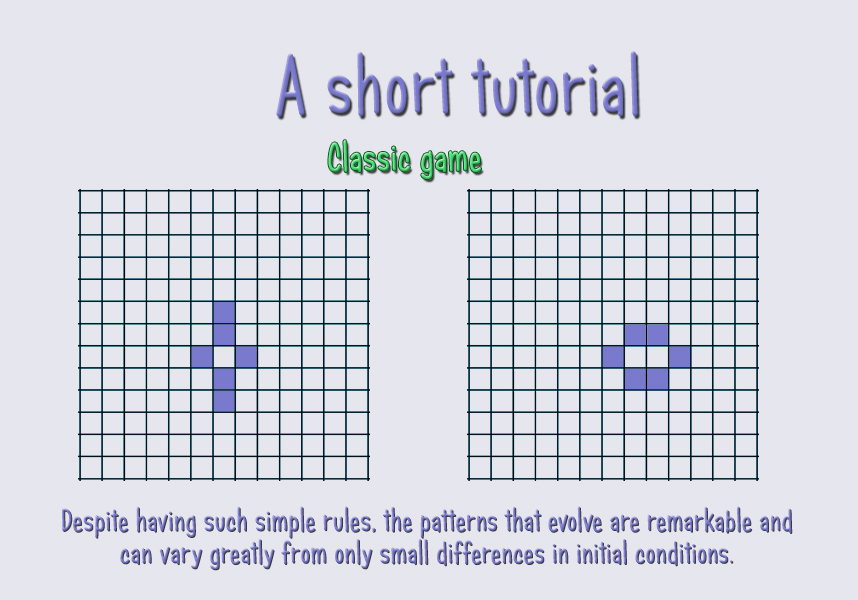 A short tutorial
Classic game
Despite having such simple rules, the patterns that evolve are remarkable and
can vary greatly from only small differences in initial conditions.